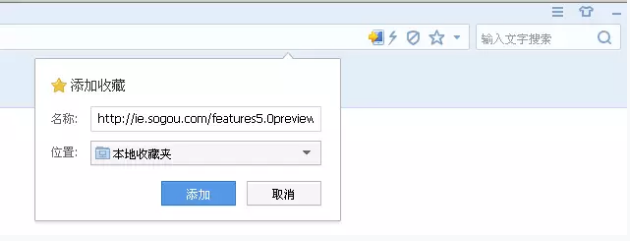 输入文字搜索
添加收藏
名称: http://ie.sogou.com/features5.0preview
位置: 本地收藏夹
添加 取消